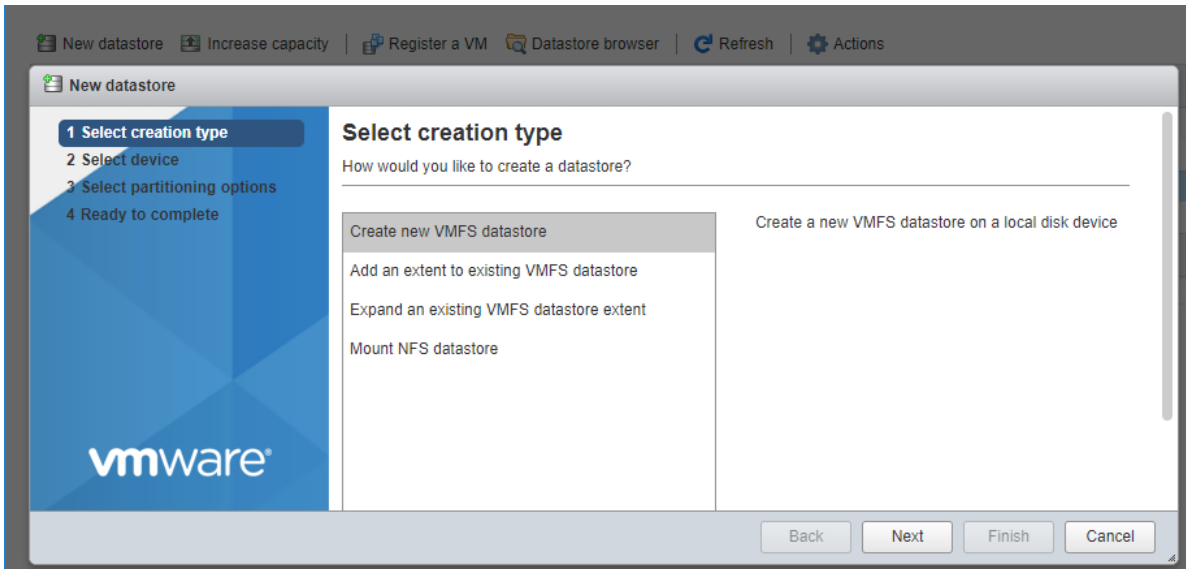 New datastore Increase capacity Register a VM Datastore browser Refresh Actions
New datastore
1 Select creation type
2 Select device
3 Select partitioning options
4 Ready to complete
vmware®
Select creation type
How would you like to create a datastore?
Create new VMFS datastore
Add an extent to existing VMFS datastore
Expand an existing VMFS datastore extent
Mount NFS datastore
Create a new VMFS datastore on a local disk device
Back Next Finish Cancel